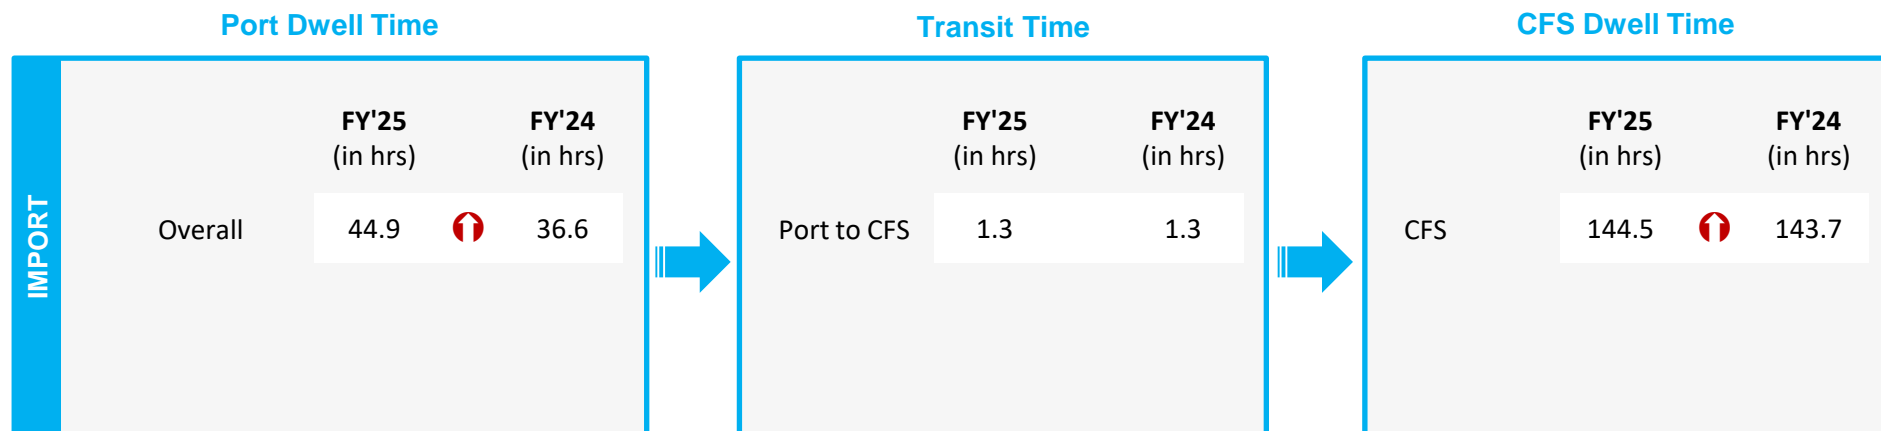 Port Dwell Time
Transit Time
CFS Dwell Time
IMPORT
FY'25 FY'24
(in hrs) (in hrs)
Overall 44.9 36.6
FY'25 FY'24
(in hrs) (in hrs)
Port to CFS 1.3 1.3
FY'25 FY'24
(in hrs) (in hrs)
CFS 144.5 143.7